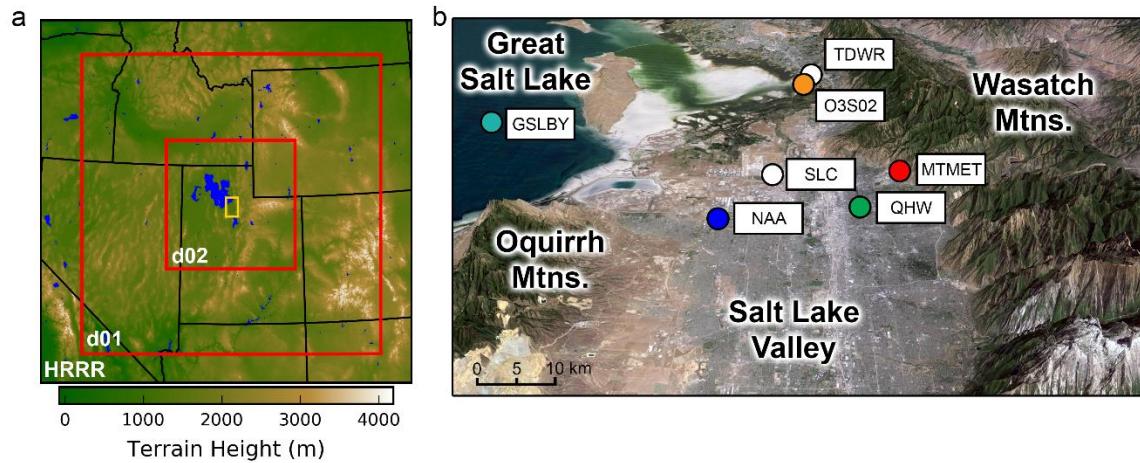 a
d02
d01
HRRR
0 1000 2000 3000 4000
Terrain Height (m)
b
Great
Salt Lake
TDWR
O3S02
Wasatch
Mtns.
GSLBY
SLC
MTMET
NAA
QHW
Oquirrh
Mtns.
Salt Lake
Valley
0 5 10 km